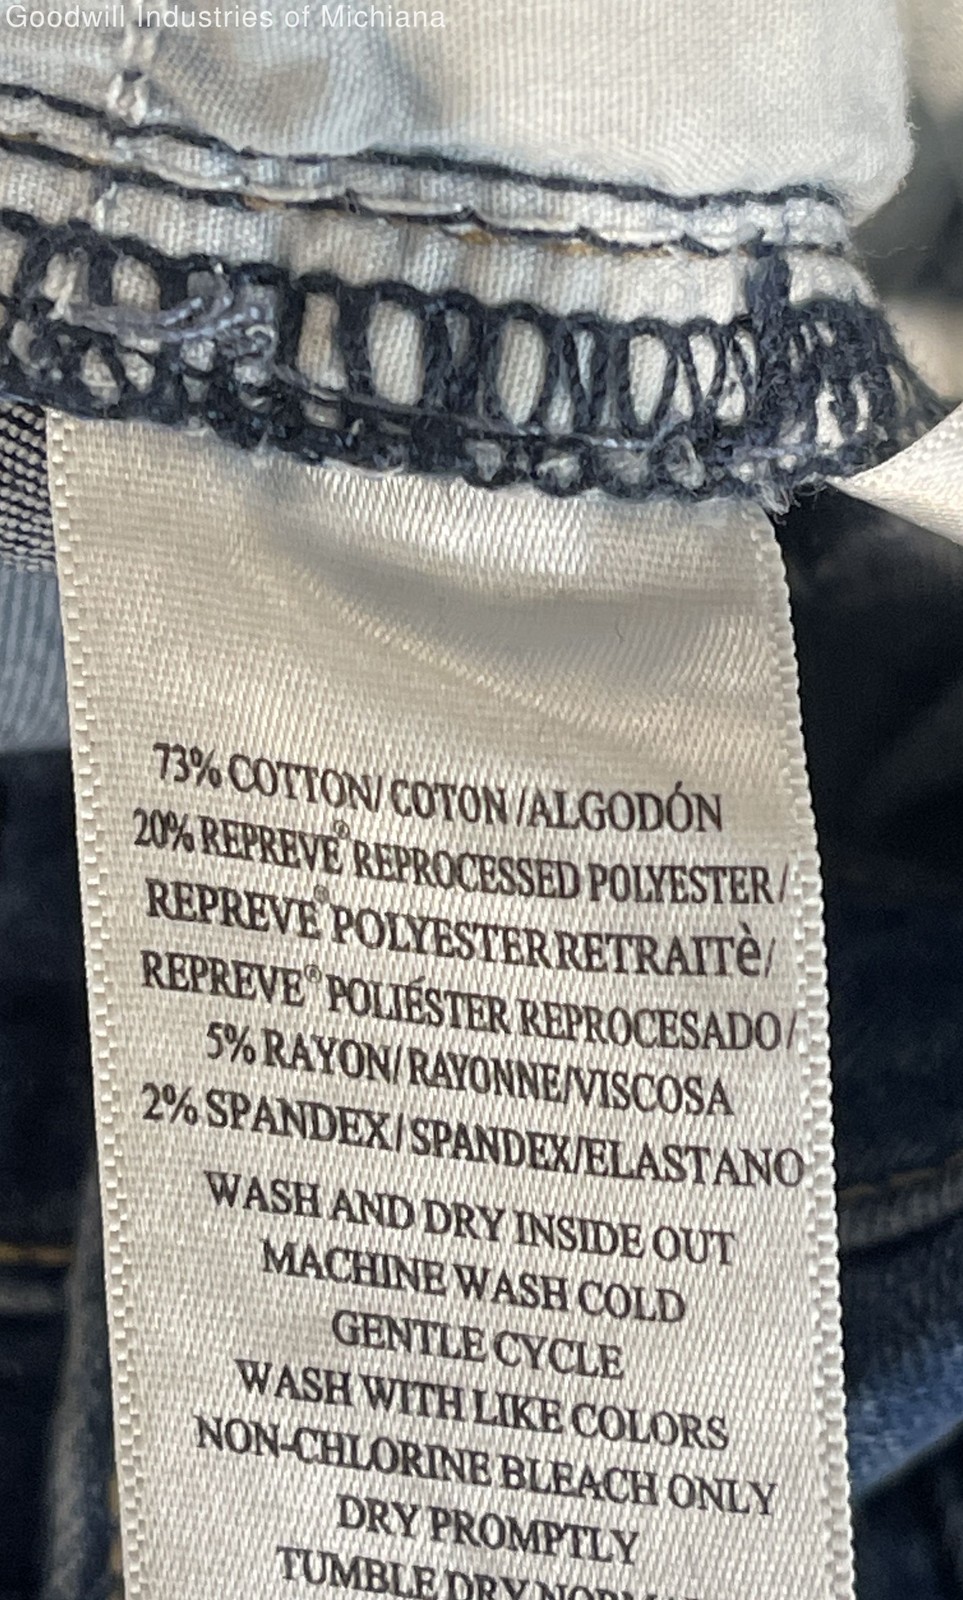 Goodwill Industries of Michiana
73% COTTON/ COTON /ALGODÓN
20% REPREVE® REPROCESSED POLYESTER/
REPREVE® POLYESTER RETRAITè/
REPREVE® POLIÉSTER REPROCESADO/
5% RAYON/RAYONNE/VISCOSA
2% SPANDEX/SPANDEX/ELASTANO
WASH AND DRY INSIDE OUT
MACHINE WASH COLD
GENTLE CYCLE
WASH WITH LIKE COLORS
NON-CHLORINE BLEACH ONLY
DRY PROMPTLY
TUMBLE DRY